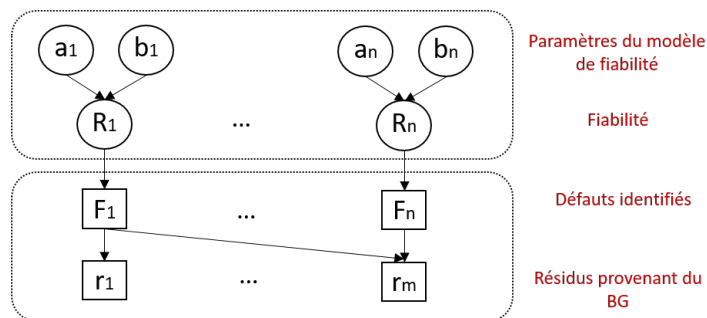 a1 b1 an bn Paramètres du modèle
de fiabilité
R1 ... Rn Fiabilité
F1 ... Fn Défauts identifiés
r1 ... rm Résidus provenant du
BG